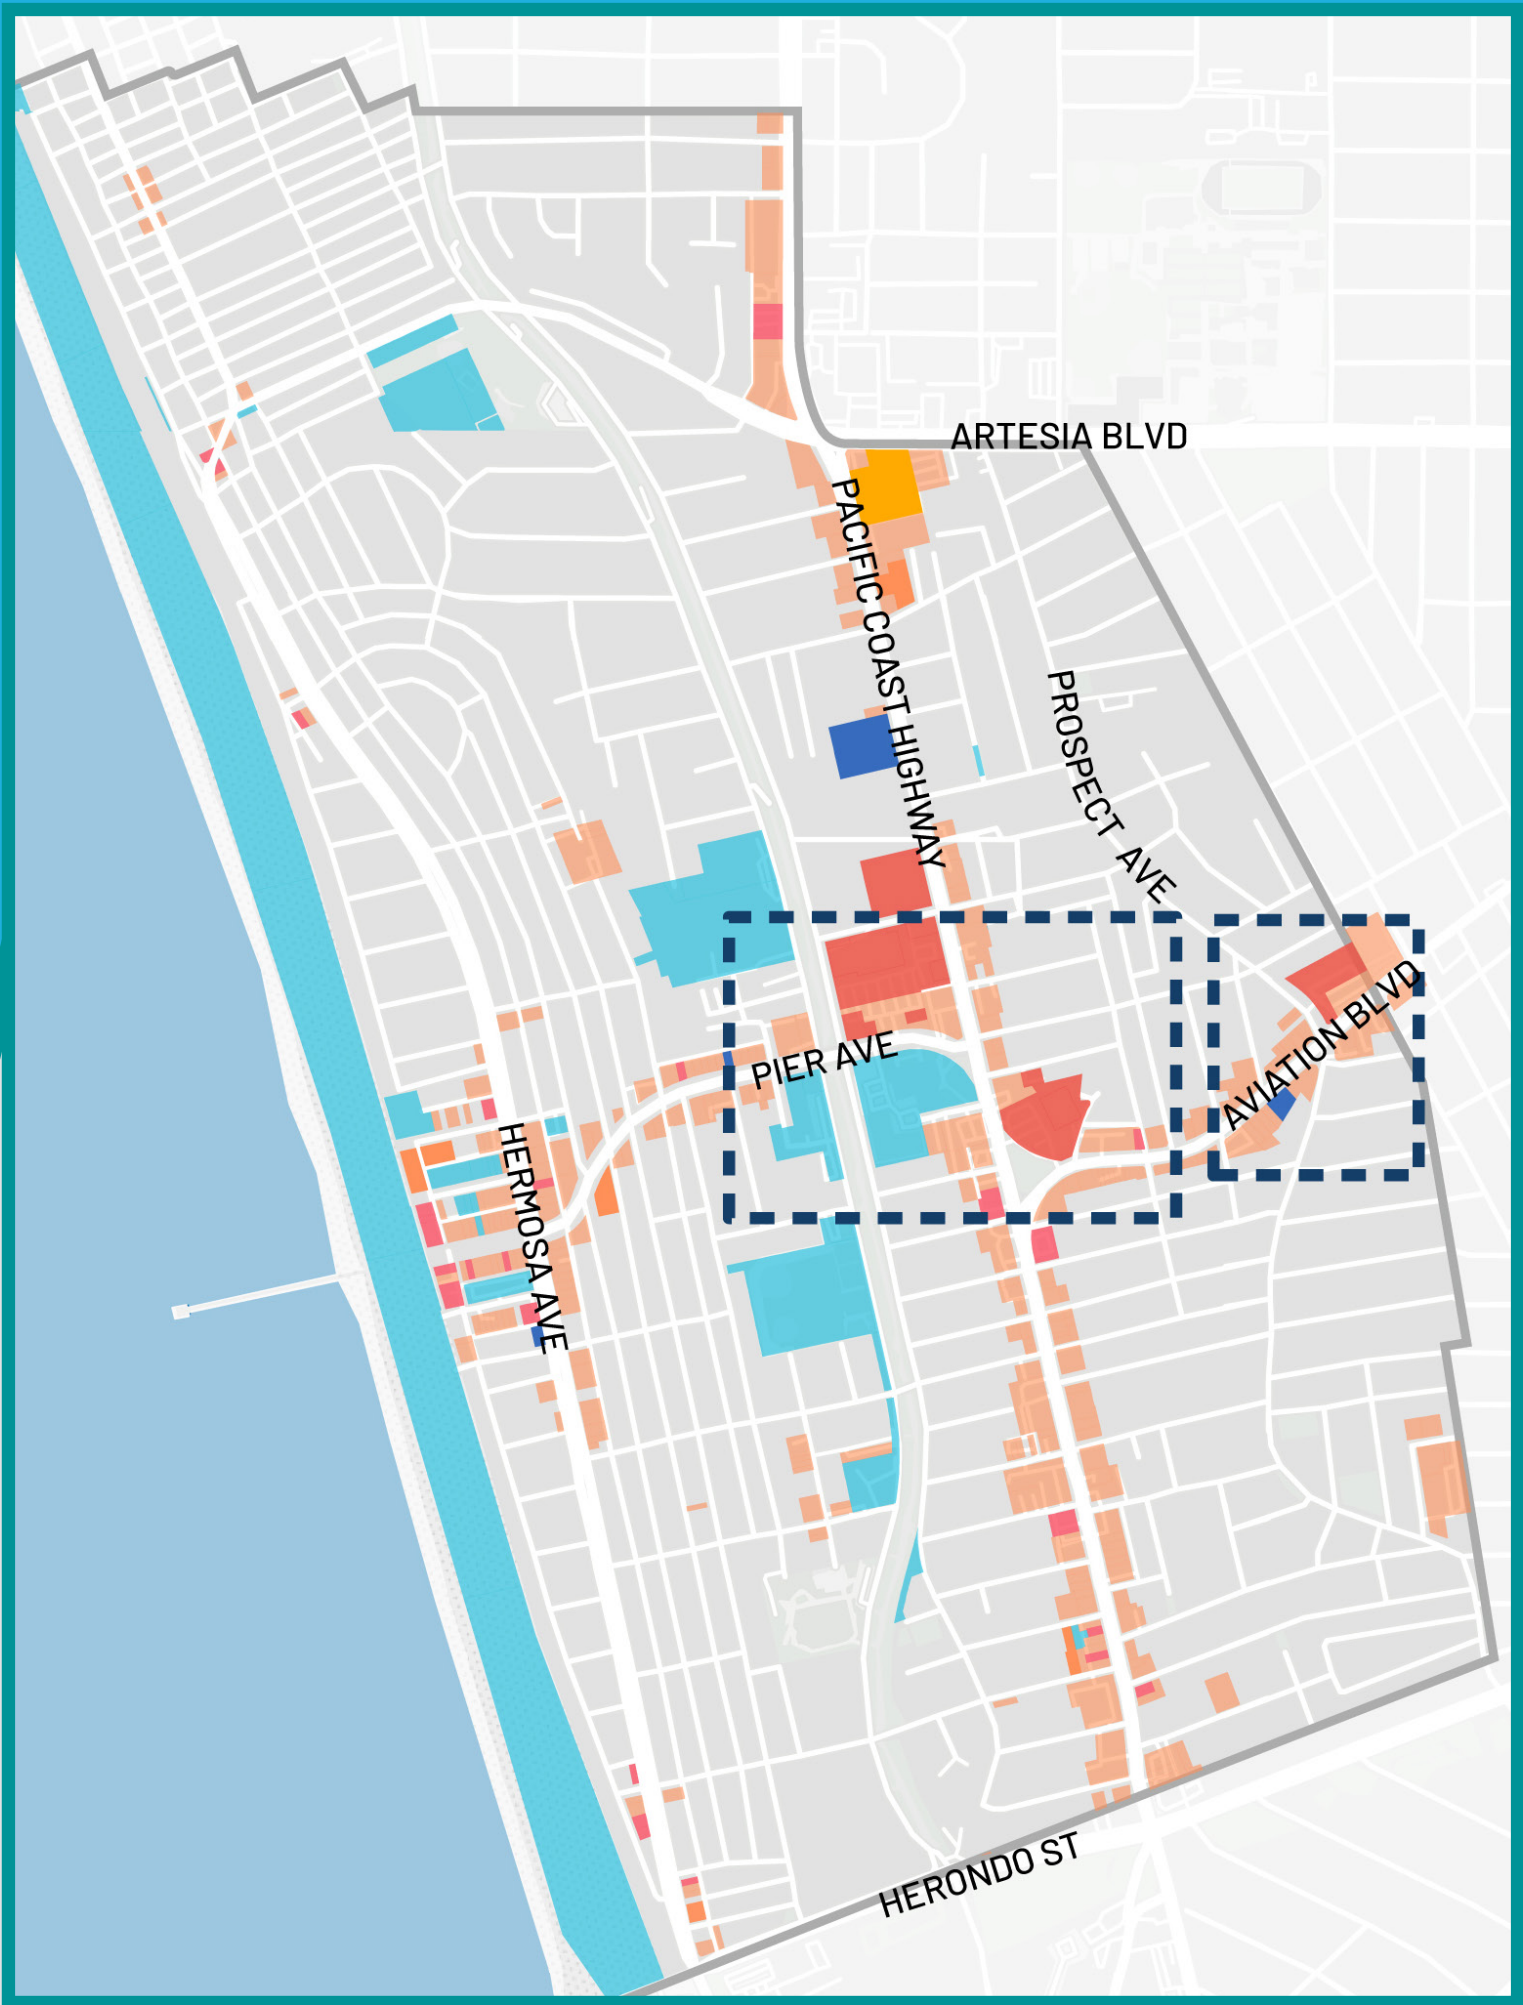 ARTESIA BLVD
PACIFIC COAST HIGHWAY
PROSPECT AVE
PIER AVE
AVIATION BLVD
HERMOSA AVE
HERONDO ST